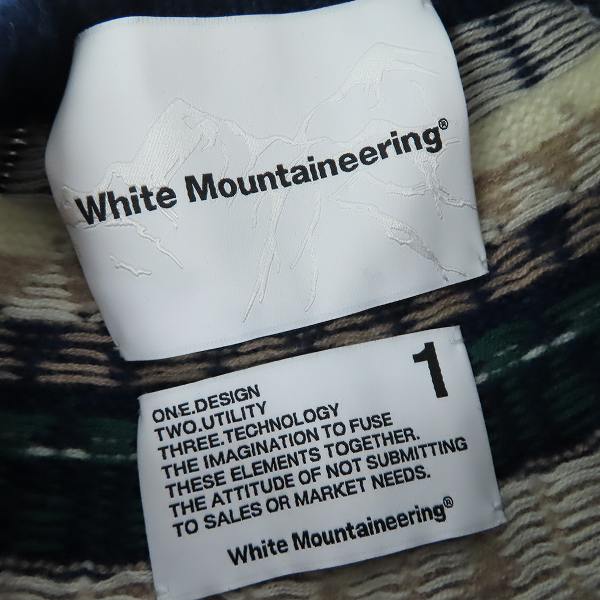 White Mountaineering®
1
ONE.DESIGN
TWO.UTILITY
THREE.TECHNOLOGY
THE IMAGINATION TO FUSE
THESE ELEMENTS TOGETHER.
THE ATTITUDE OF NOT SUBMITTING
TO SALES OR MARKET NEEDS.
White Mountaineering®